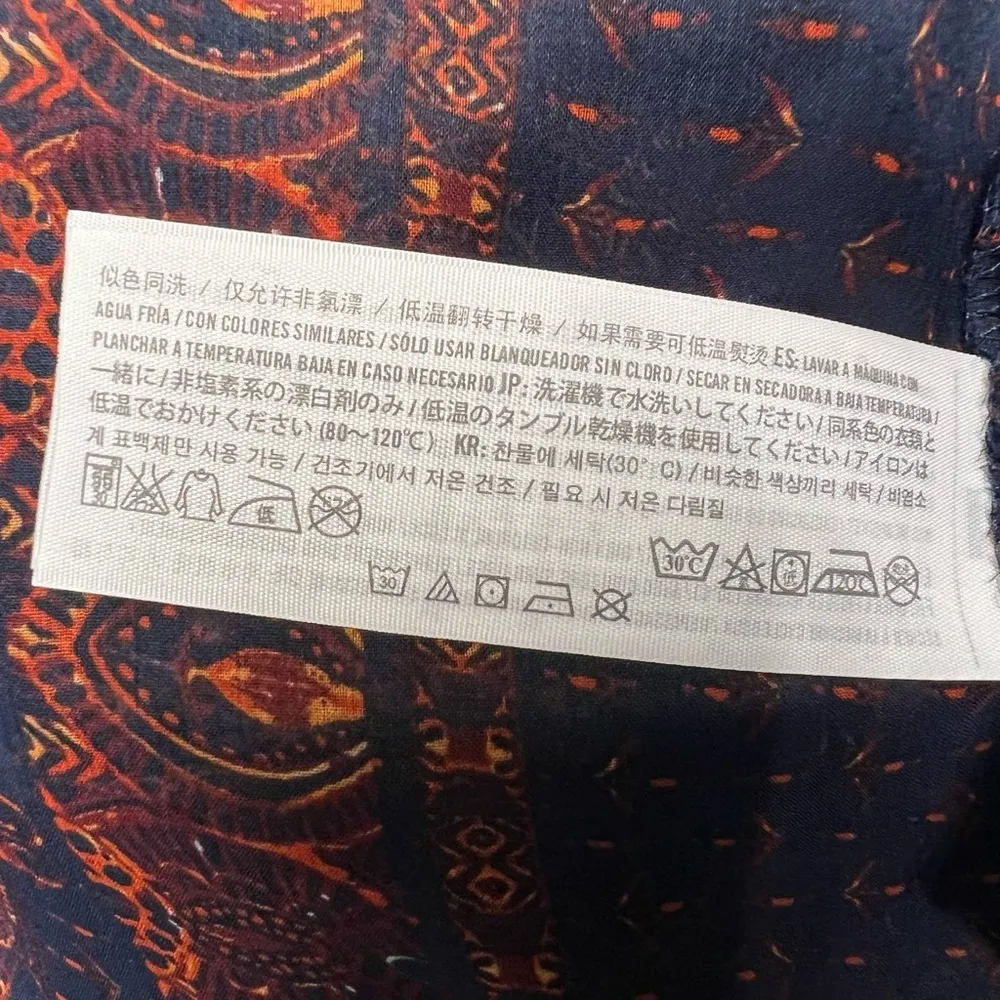 似色同洗 / 仅允许非氯漂 / 低温翻转干燥 / 如果需要可低温熨烫 ES: LAVAR A MÁQUINA CON
AGUA FRÍA / CON COLORES SIMILARES / SÓLO USAR BLANQUEADOR SIN CLORO / SECAR EN SECADORA A BAJA TEMPERATURA /
PLANCHAR A TEMPERATURA BAJA EN CASO NECESARIO JP: 洗濯機で水洗いしてください / 同系色の衣類と
一緒に / 非塩素系の漂白剤のみ / 低温のタンブル乾燥機を使用してください / アイロンは
低温でおかけください (80〜120℃) KR: 찬물에 세탁(30° C) / 비슷한 색상끼리 세탁 / 비염소
계 표백제만 사용 가능 / 건조기에서 저온 건조 / 필요 시 저온 다림질
低
30℃ 低 120℃
30